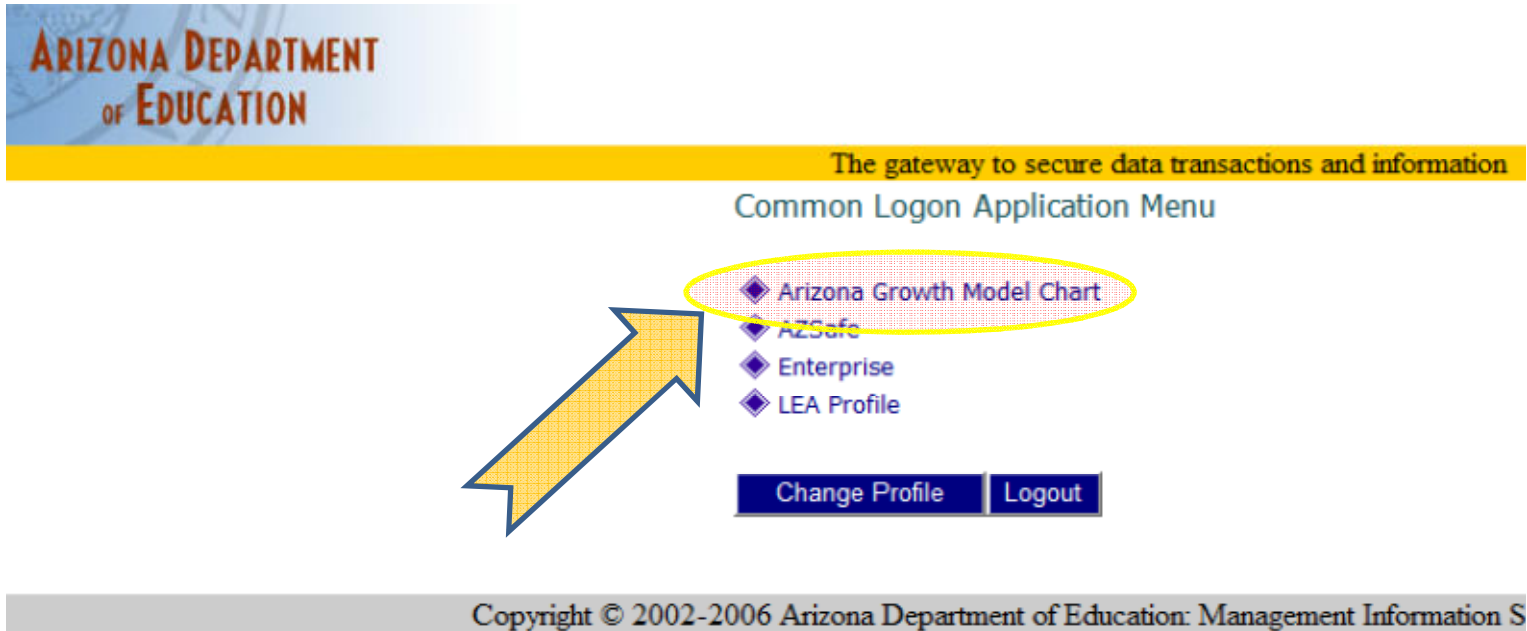 ARIZONA DEPARTMENT
OF EDUCATION
The gateway to secure data transactions and information
Common Logon Application Menu
Arizona Growth Model Chart
AZSafe
Enterprise
LEA Profile
Change Profile Logout
Copyright © 2002-2006 Arizona Department of Education: Management Information S